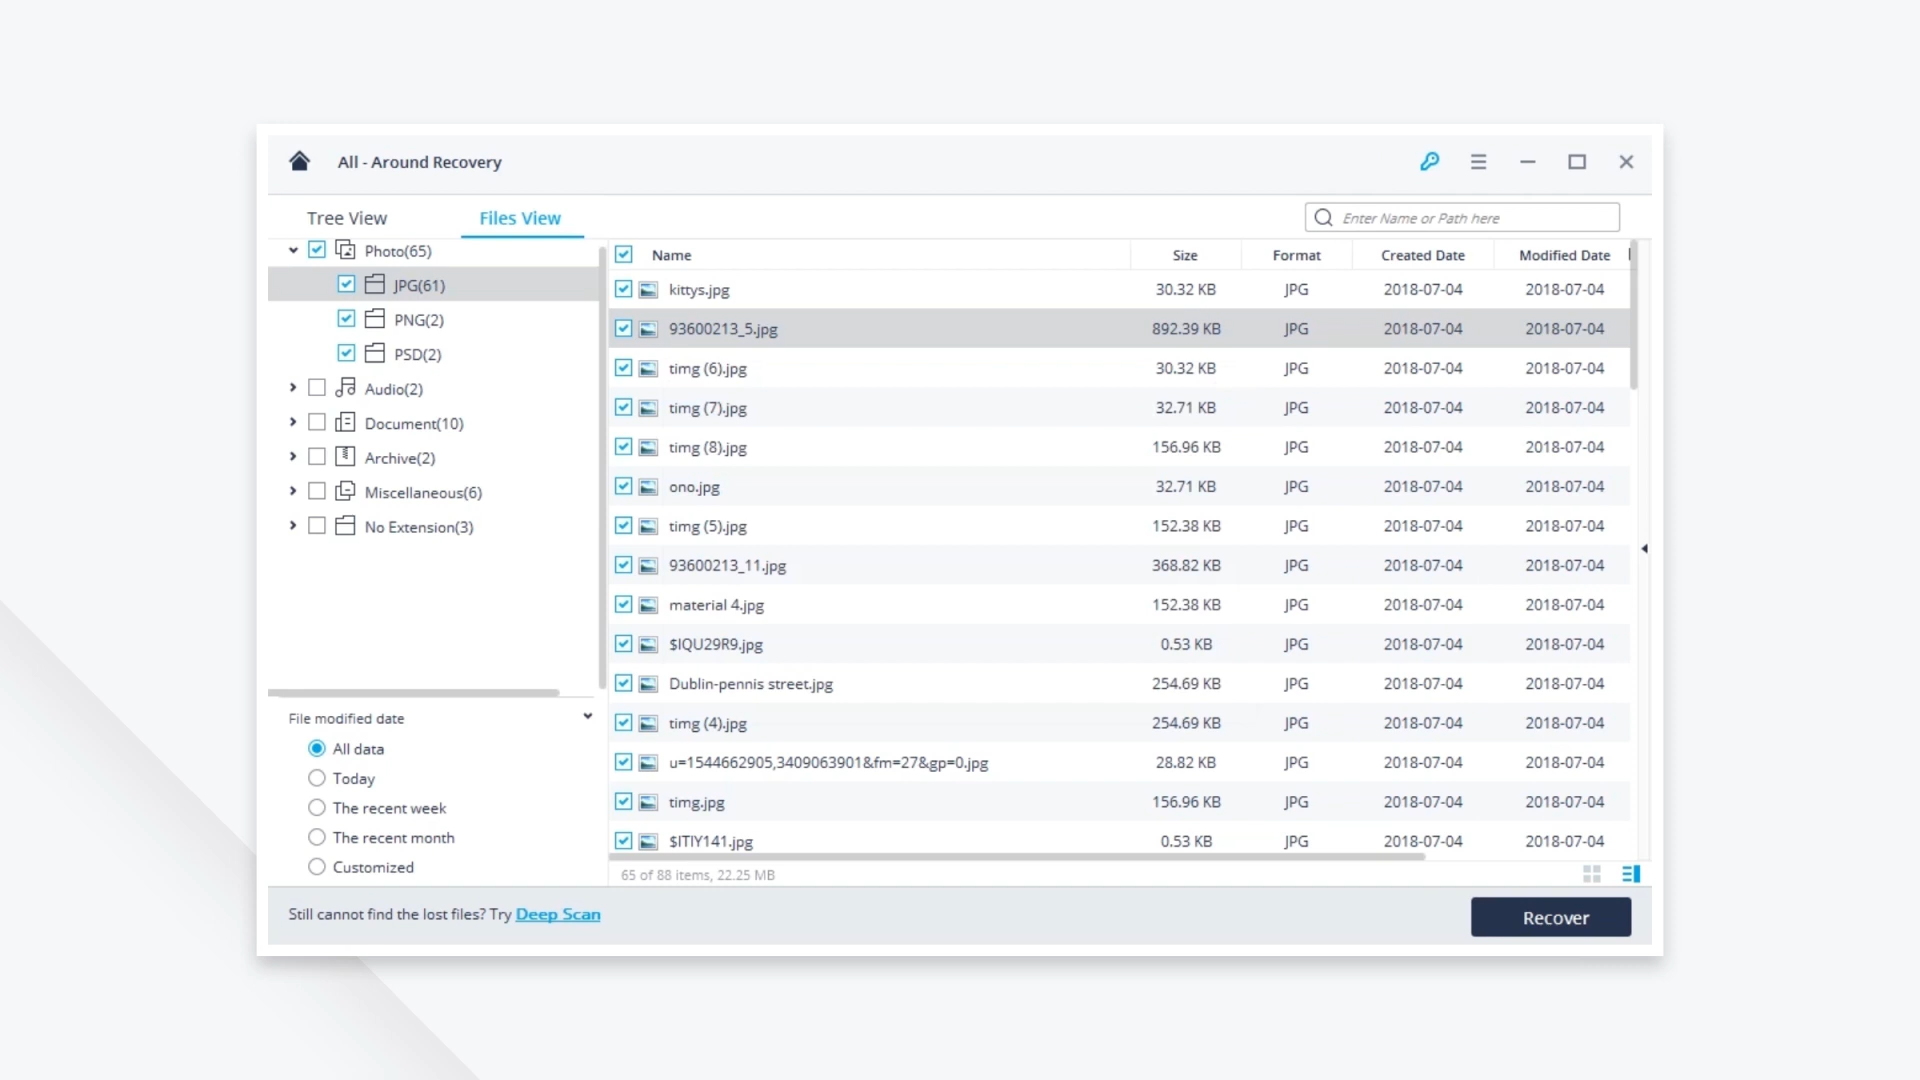 All - Around Recovery
Tree View
Files View
Enter Name or Path here
Photo(65)
JPG(61)
PNG(2)
PSD(2)
Audio(2)
Document(10)
Archive(2)
Miscellaneous(6)
No Extension(3)
File modified date
All data
Today
The recent week
The recent month
Customized
Name Size Format Created Date Modified Date
kittys.jpg 30.32 KB JPG 2018-07-04 2018-07-04
93600213_5.jpg 892.39 KB JPG 2018-07-04 2018-07-04
timg (6).jpg 30.32 KB JPG 2018-07-04 2018-07-04
timg (7).jpg 32.71 KB JPG 2018-07-04 2018-07-04
timg (8).jpg 156.96 KB JPG 2018-07-04 2018-07-04
ono.jpg 32.71 KB JPG 2018-07-04 2018-07-04
timg (5).jpg 152.38 KB JPG 2018-07-04 2018-07-04
93600213_11.jpg 368.82 KB JPG 2018-07-04 2018-07-04
material 4.jpg 152.38 KB JPG 2018-07-04 2018-07-04
$IQU29R9.jpg 0.53 KB JPG 2018-07-04 2018-07-04
Dublin-pennis street.jpg 254.69 KB JPG 2018-07-04 2018-07-04
timg (4).jpg 254.69 KB JPG 2018-07-04 2018-07-04
u=1544662905,3409063901&fm=27&gp=0.jpg 28.82 KB JPG 2018-07-04 2018-07-04
timg.jpg 156.96 KB JPG 2018-07-04 2018-07-04
$ITIY141.jpg 0.53 KB JPG 2018-07-04 2018-07-04
65 of 88 items, 22.25 MB
Still cannot find the lost files? Try Deep Scan
Recover